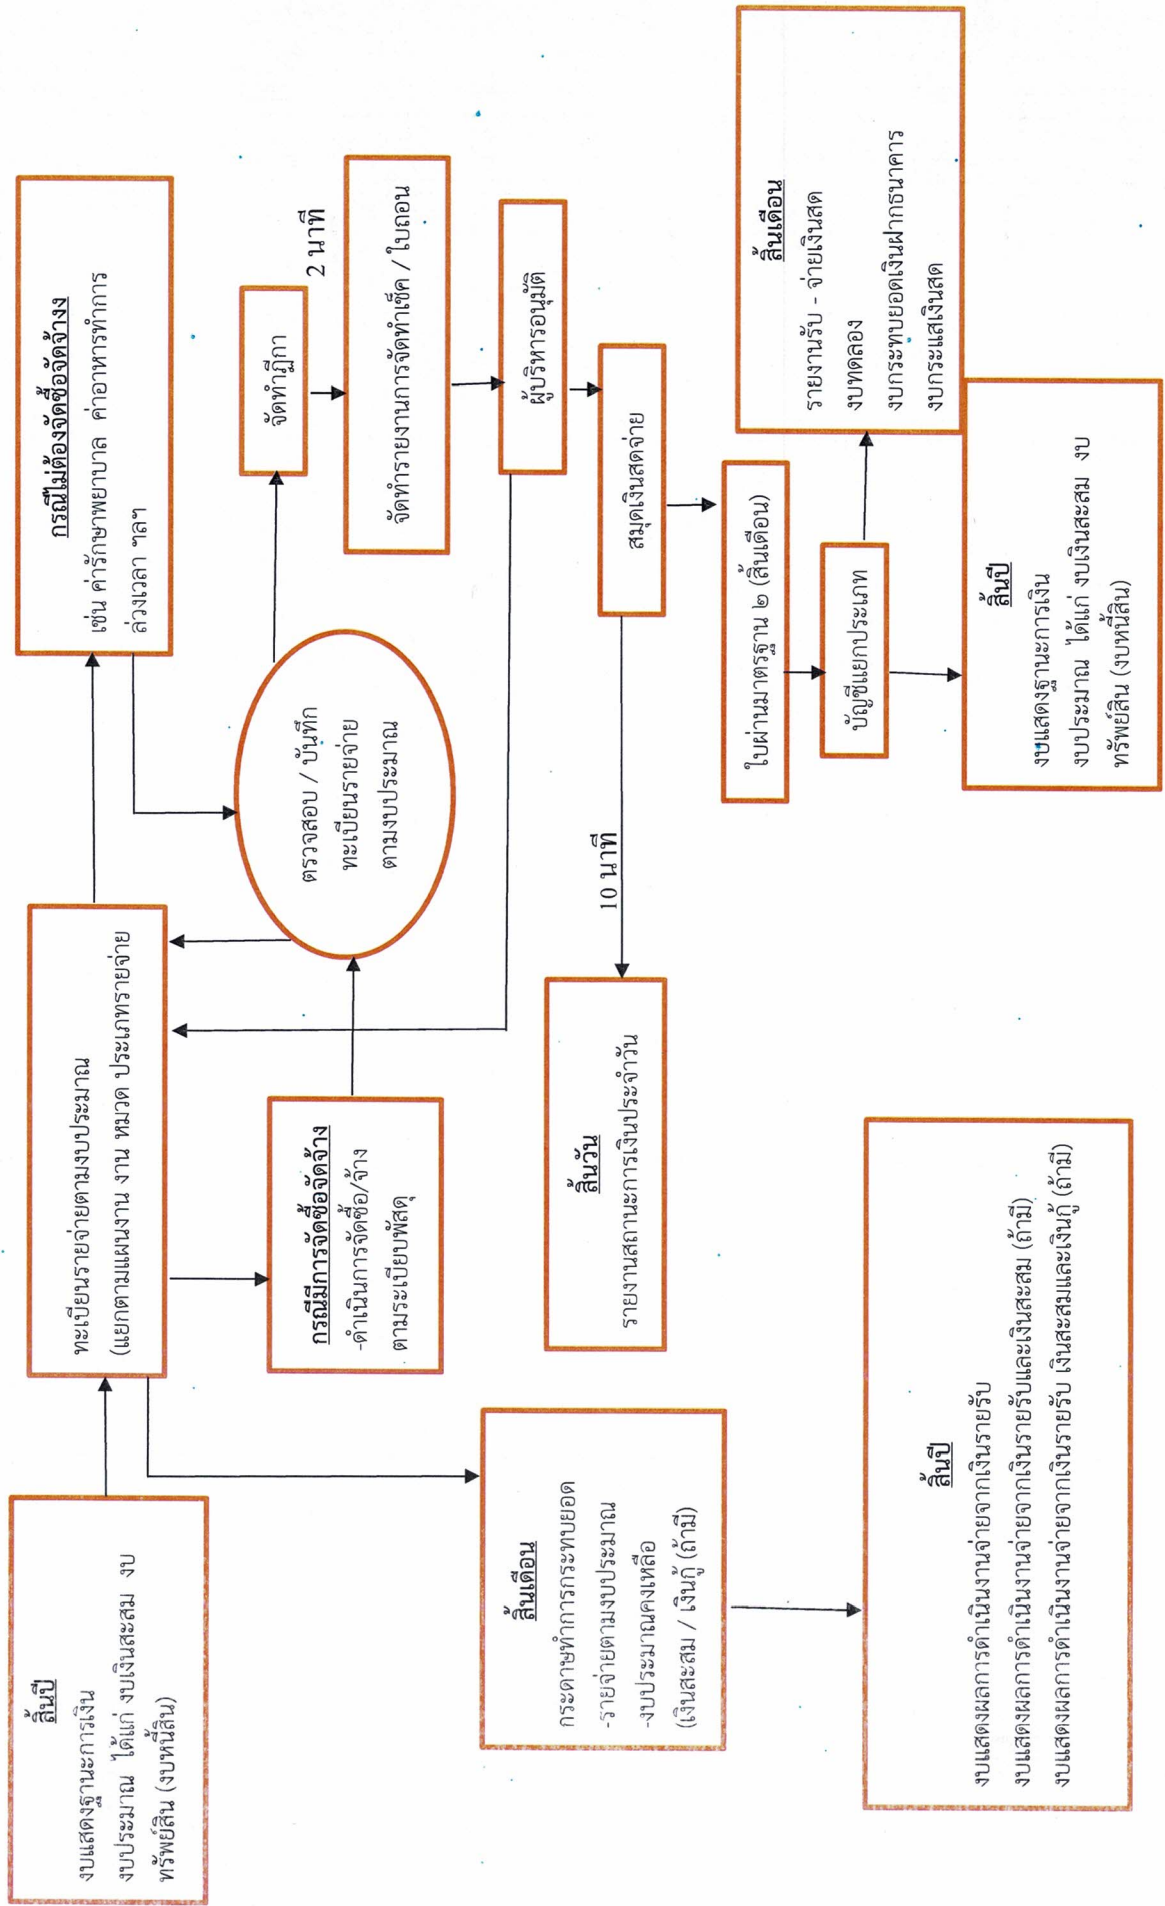 สิ้นปี
งบแสดงฐานะการเงิน
งบประมาณ ได้แก่ งบเงินสะสม งบ
ทรัพย์สิน (งบหนี้สิน)
ทะเบียนรายจ่ายตามงบประมาณ
(แยกตามแผนงาน งาน หมวด ประเภทรายจ่าย
กรณีไม่ต้องจัดซื้อจัดจ้างง
เช่น ค่ารักษาพยาบาล ค่าอาหารทำการ
ล่วงเวลา ฯลฯ
กรณีมีการจัดซื้อจัดจ้าง
-ดำเนินการจัดซื้อ/จ้าง
ตามระเบียบพัสดุ
ตรวจสอบ / บันทึก
ทะเบียนรายจ่าย
ตามงบประมาณ
จัดทำฎีกา
2 นาที
จัดทำรายงานการจัดทำเช็ค / ใบถอน
ผู้บริหารอนุมัติ
สิ้นเดือน
กระดาษทำการกระทบยอด
-รายจ่ายตามงบประมาณ
-งบประมาณคงเหลือ
(เงินสะสม / เงินกู้ (ถ้ามี)
สิ้นวัน
รายงานสถานะการเงินประจำวัน
10 นาที
สมุดเงินสดจ่าย
ใบผ่านมาตรฐาน ๒ (สิ้นเดือน)
บัญชีแยกประเภท
สิ้นเดือน
รายงานรับ - จ่ายเงินสด
งบทดลอง
งบกระทบยอดเงินฝากธนาคาร
งบกระแสเงินสด
สิ้นปี
งบแสดงผลการดำเนินงานจ่ายจากเงินรายรับ
งบแสดงผลการดำเนินงานจ่ายจากเงินรายรับและเงินสะสม (ถ้ามี)
งบแสดงผลการดำเนินงานจ่ายจากเงินรายรับ เงินสะสมและเงินกู้ (ถ้ามี)
สิ้นปี
งบแสดงฐานะการเงิน
งบประมาณ ได้แก่ งบเงินสะสม งบ
ทรัพย์สิน (งบหนี้สิน)